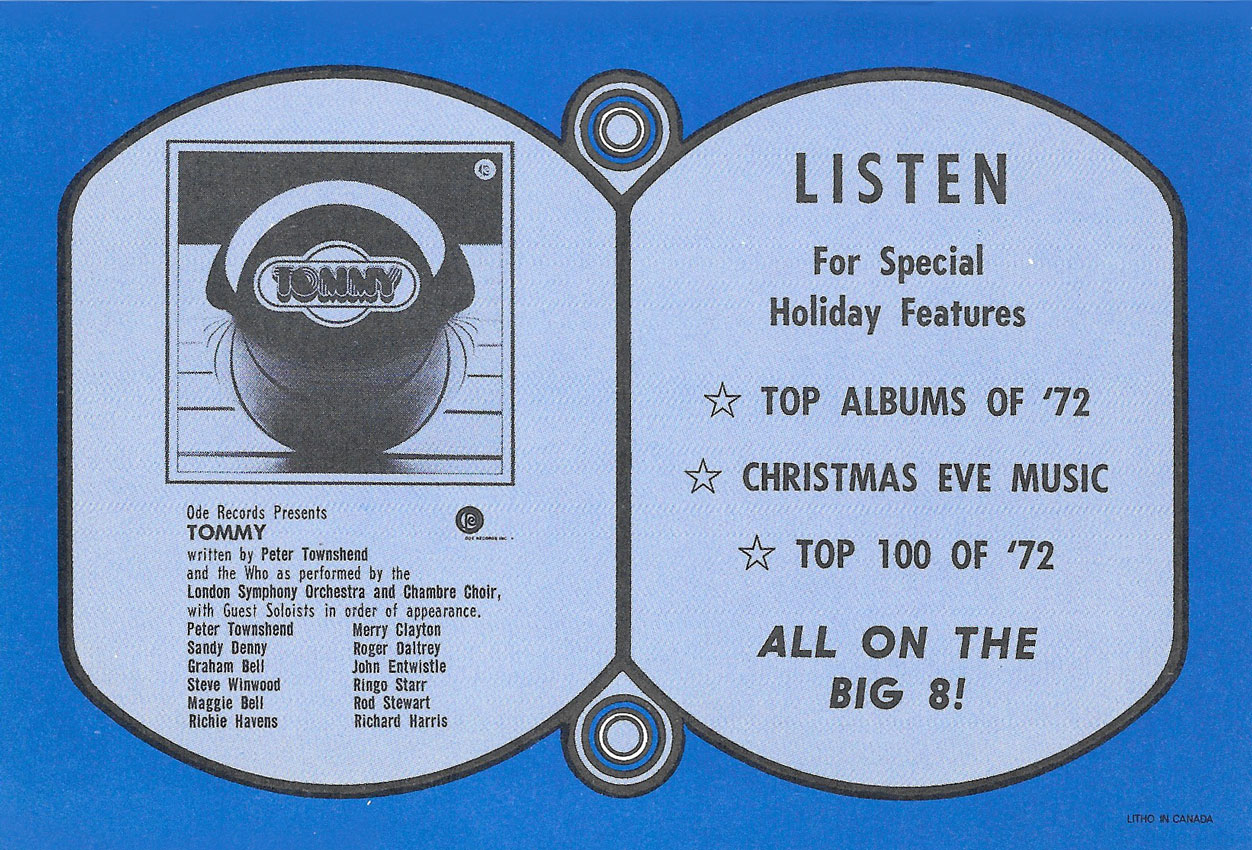 TOMMY
Ode Records Presents
TOMMY
written by Peter Townshend
and the Who as performed by the
London Symphony Orchestra and Chambre Choir,
with Guest Soloists in order of appearance.
Peter Townshend
Sandy Denny
Graham Bell
Steve Winwood
Maggie Bell
Richie Havens
Merry Clayton
Roger Daltrey
John Entwistle
Ringo Starr
Rod Stewart
Richard Harris
ODE RECORDS INC.
LISTEN
For Special
Holiday Features
☆ TOP ALBUMS OF '72
☆ CHRISTMAS EVE MUSIC
☆ TOP 100 OF '72
ALL ON THE
BIG 8!
LITHO IN CANADA